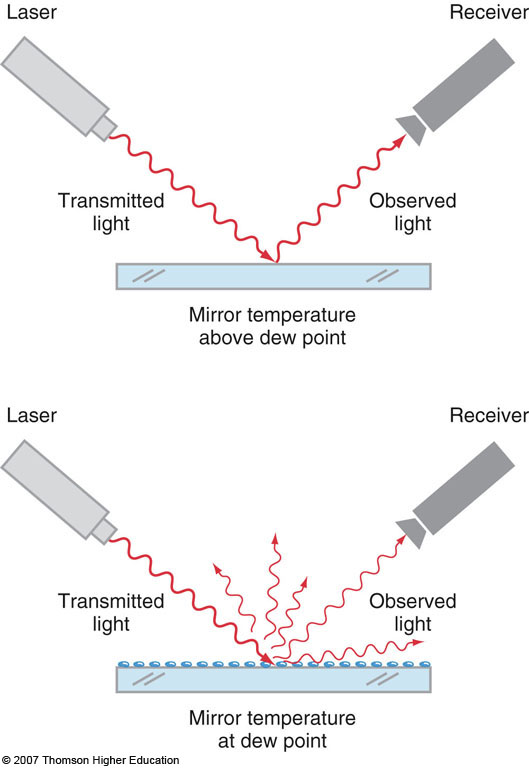 Laser
Receiver
Transmitted
light
Observed
light
Mirror temperature
above dew point
Laser
Receiver
Transmitted
light
Observed
light
Mirror temperature
at dew point
© 2007 Thomson Higher Education